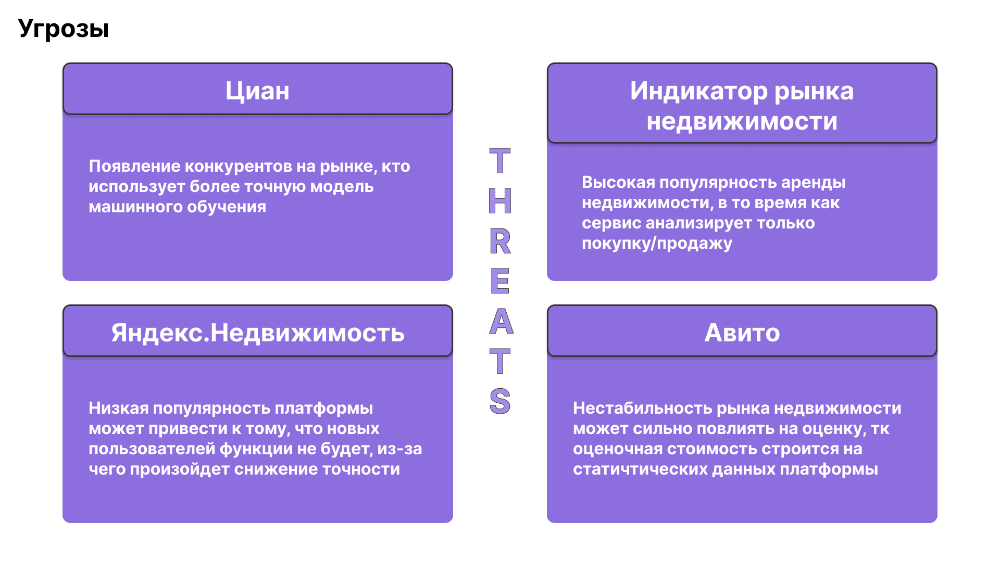 Угрозы
Циан
Появление конкурентов на рынке, кто
использует более точную модель
машинного обучения
Индикатор рынка
недвижимости
Высокая популярность аренды
недвижимости, в то время как
сервис анализирует только
покупку/продажу
T
H
R
E
A
T
S
Яндекс.Недвижимость
Низкая популярность платформы
может привести к тому, что новых
пользователей функции не будет, из-за
чего произойдет снижение точности
Авито
Нестабильность рынка недвижимости
может сильно повлиять на оценку, тк
оценочная стоимость строится на
статичтических данных платформы